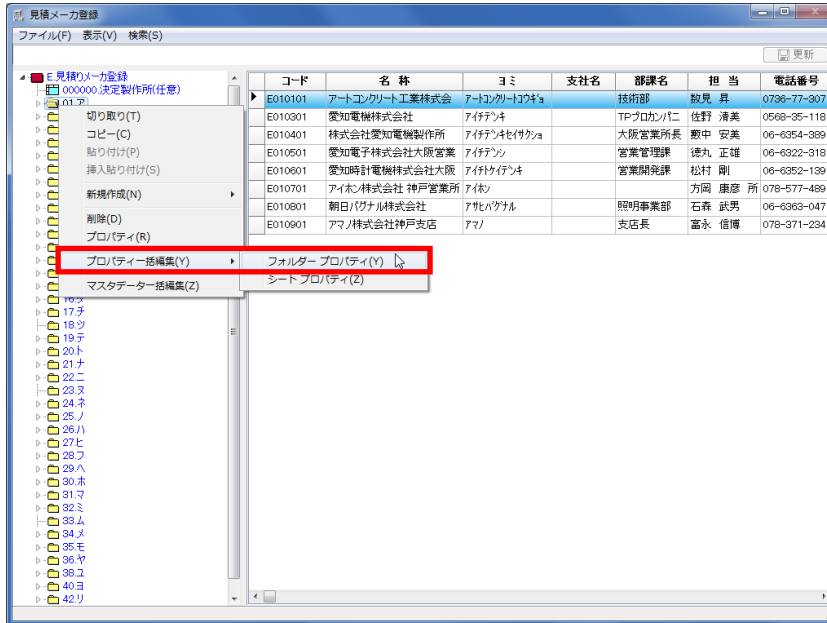 見積メーカ登録
ファイル(F) 表示(V) 検索(S)
更新
E.見積りメーカ登録
000000.決定製作所(任意)
01.ア
切り取り(T)
コピー(C)
貼り付け(P)
挿入貼り付け(S)
新規作成(N)
削除(D)
プロパティ(R)
プロパティ一括編集(Y)
マスタデータ一括編集(Z)
フォルダー プロパティ(Y)
シート プロパティ(Z)
17.チ
18.ツ
19.テ
20.ト
21.ナ
22.ニ
23.ヌ
24.ネ
25.ノ
26.ハ
27.ヒ
28.フ
29.ヘ
30.ホ
31.マ
32.ミ
33.ム
34.メ
35.モ
36.ヤ
38.ユ
40.ヨ
42.リ
コード 名 称 ヨミ 支社名 部課名 担 当 電話番号
E010101 アートコンクリート工業株式会 ｱｰﾄｺﾝｸﾘｰﾄｺｳｷﾞｮ 技術部 数見 昇 0736-77-307
E010301 愛知電機株式会社 ｱｲﾁﾃﾞﾝｷ TPプロカンパニ 佐野 清美 0568-35-118
E010401 株式会社愛知電機製作所 ｱｲﾁﾃﾞﾝｷｾｲｻｸｼｮ 大阪営業所長 藪中 安美 06-6354-389
E010501 愛知電子株式会社大阪営業 ｱｲﾁﾃﾞﾝｼ 営業管理課 徳丸 正雄 06-6322-318
E010601 愛知時計電機株式会社大阪 ｱｲﾁﾄｹｲﾃﾞﾝｷ 営業開発課 松村 剛 06-6352-139
E010701 アイホン株式会社 神戸営業所 ｱｲﾎﾝ 方岡 康彦 所 078-577-489
E010801 朝日パグナル株式会社 ｱｻﾋﾊﾟｸﾞﾅﾙ 照明事業部 石森 武男 06-6363-047
E010901 アマノ株式会社神戸支店 ｱﾏﾉ 支店長 富永 信博 078-371-234